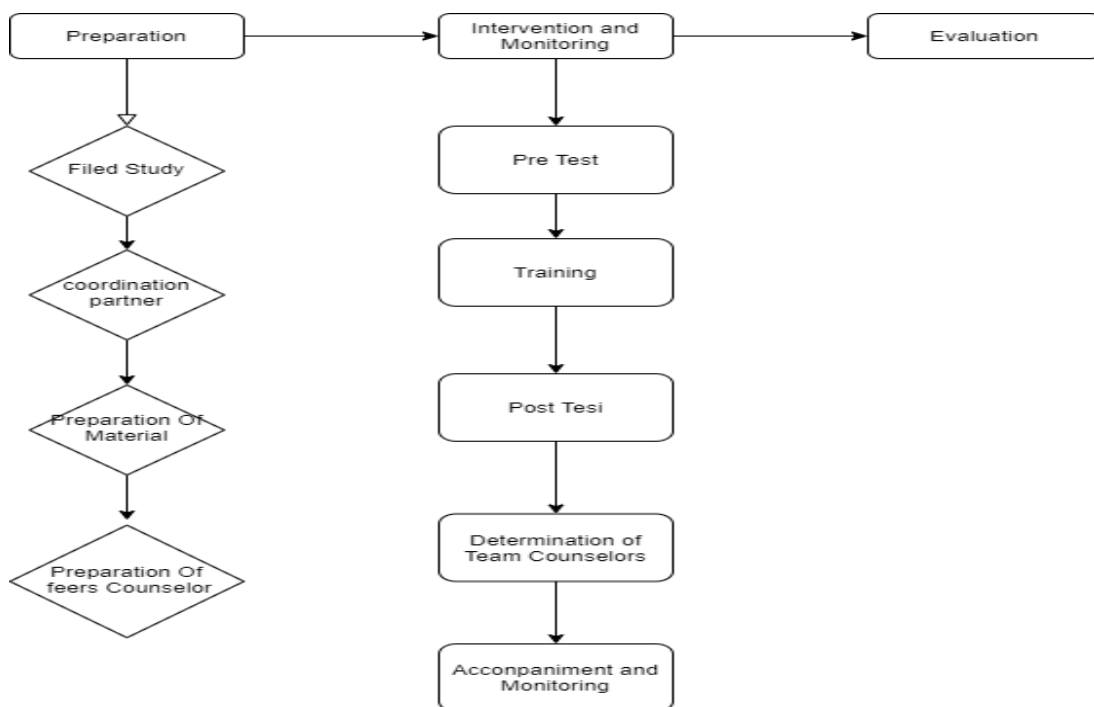 Preparation
Intervention and
Monitoring
Evaluation
Filed Study
coordination
partner
Preparation Of
Material
Preparation Of
feers Counselor
Pre Test
Training
Post Tesi
Determination of
Team Counselors
Acconpaniment and
Monitoring